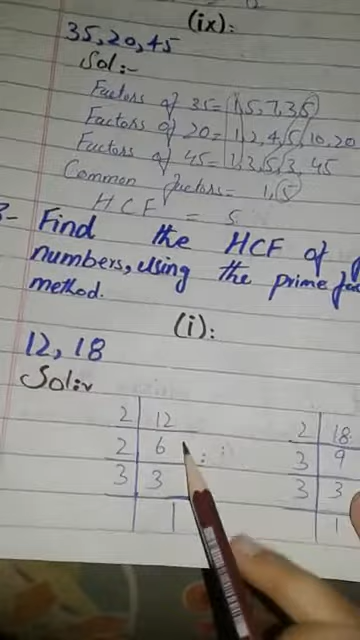 (ix):
35, 20, 45
Sol:-
Factors of 35 = 1, 5, 7, 35
Factors of 20 = 1, 2, 4, 5, 10, 20
Factors of 45 = 1, 3, 5, 45
Common factors = 1, 5
HCF = 5
3- Find the HCF of
numbers, using the prime
method.
(i):
12, 18
Sol:-
2 | 12 2 | 18
2 | 6 3 | 9
3 | 3 3 | 3
| 1 | 1